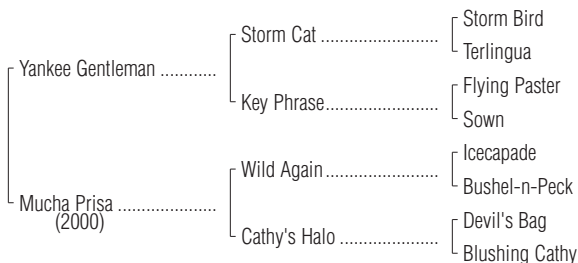 Storm Bird
Storm Cat ......................
Terlingua
Yankee Gentleman ............
Flying Paster
Key Phrase.....................
Sown
Icecapade
Wild Again......................
Bushel-n-Peck
Mucha Prisa ....................
(2000)
Devil's Bag
Cathy's Halo ...................
Blushing Cathy